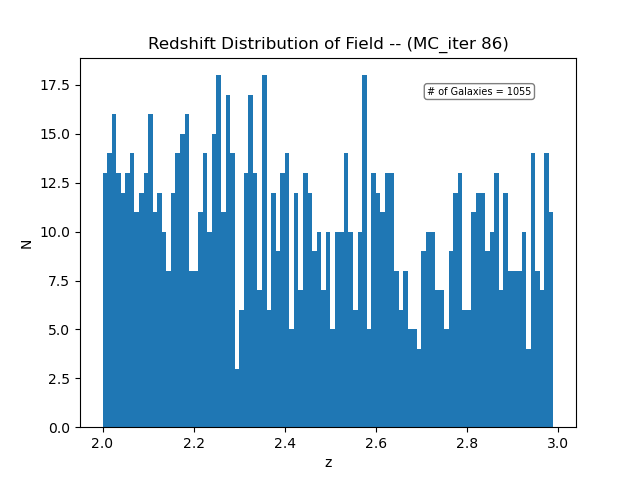 Redshift Distribution of Field -- (MC_iter 86)
# of Galaxies = 1055
17.5
15.0
12.5
10.0
7.5
5.0
2.5
0.0
N
2.0 2.2 2.4 2.6 2.8 3.0
z